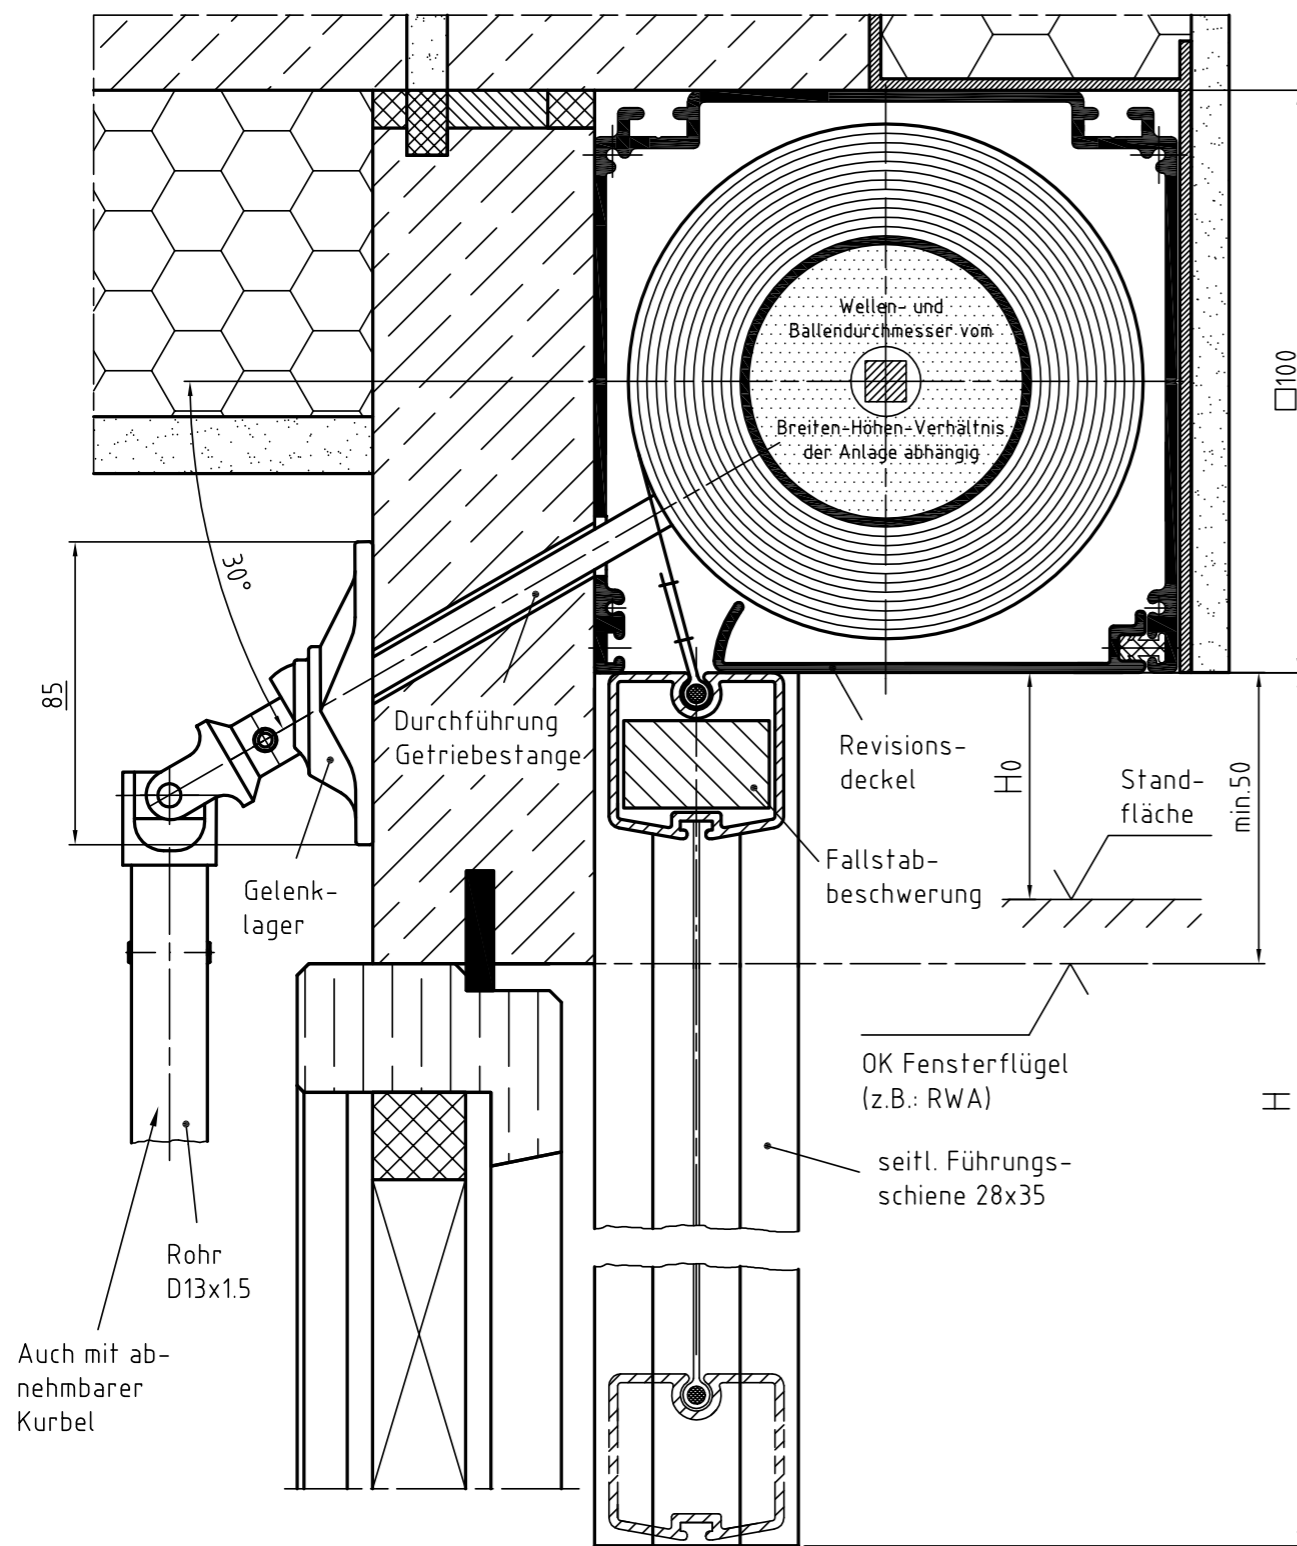 Wellen- und
Ballendurchmesser vom
Breiten-Höhen-Verhältnis
der Anlage abhängig
□100
30°
85
Durchführung
Getriebestange
Revisions-
deckel
H0
Stand-
fläche
min.50
Gelenk-
lager
Fallstab-
beschwerung
OK Fensterflügel
(z.B.: RWA)
H
seitl. Führungs-
schiene 28x35
Rohr
D13x1.5
Auch mit ab-
nehmbarer
Kurbel